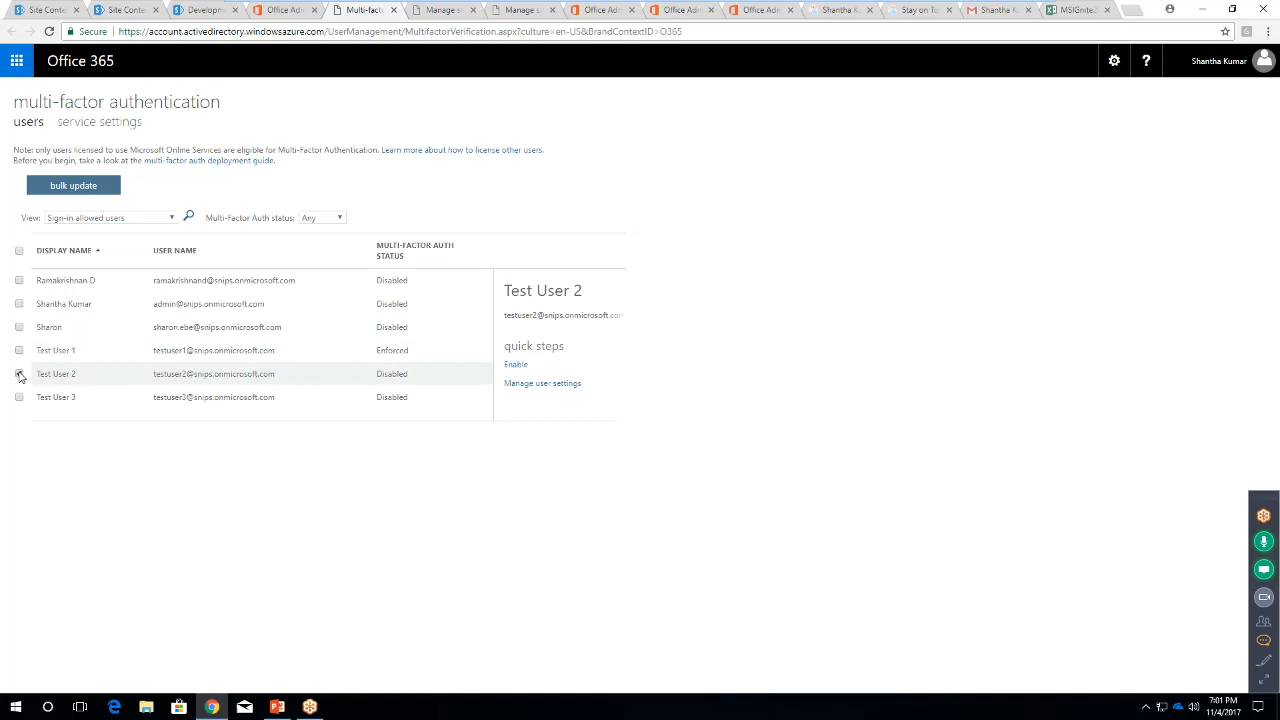 Site Conte
Site Conte
Developm
Office Adm
Multi-facto
Manage s
Manage s
Office Adm
Office Adm
Office Adm
Shantha K
Stay on To
Shantha K
MSIgnite2
Secure
https://account.activedirectory.windowsazure.com/UserManagement/MultifactorVerification.aspx?culture=en-US&BrandContextID=O365
Office 365
? Shantha Kumar
multi-factor authentication
users service settings
Note: only users licensed to use Microsoft Online Services are eligible for Multi-Factor Authentication. Learn more about how to license other users.
Before you begin, take a look at the multi-factor auth deployment guide.
bulk update
View: Sign-in allowed users Multi-Factor Auth status: Any
DISPLAY NAME USER NAME MULTI-FACTOR AUTH STATUS
Ramakrishnan D ramakrishnand@snips.onmicrosoft.com Disabled
Shantha Kumar admin@snips.onmicrosoft.com Disabled
Sharon sharon.ebe@snips.onmicrosoft.com Disabled
Test User 1 testuser1@snips.onmicrosoft.com Enforced
Test User 2 testuser2@snips.onmicrosoft.com Disabled
Test User 3 testuser3@snips.onmicrosoft.com Disabled
Test User 2
testuser2@snips.onmicrosoft.com
quick steps
Enable
Manage user settings
7:01 PM
11/4/2017